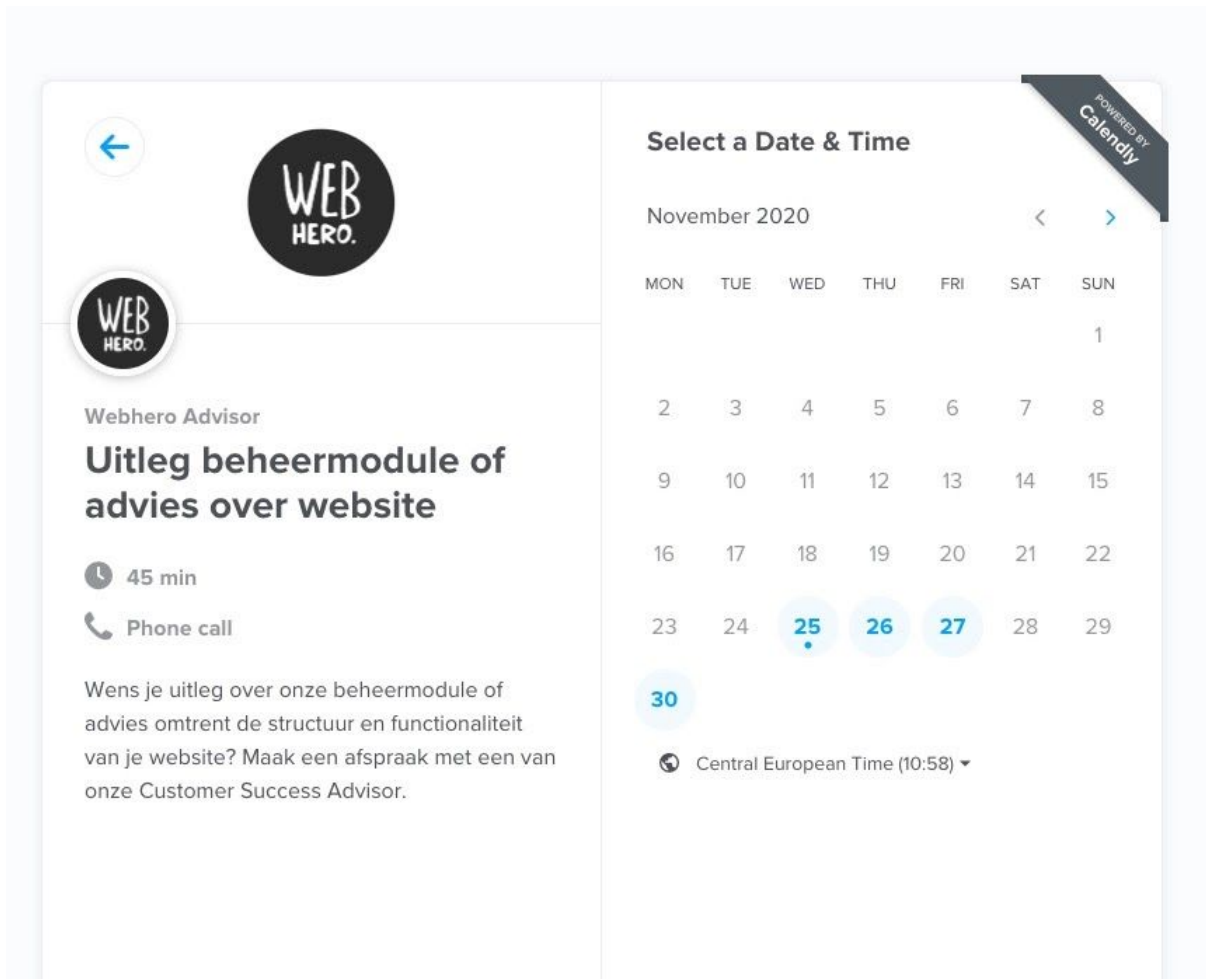 WEB
HERO.
WEB
HERO.
Webhero Advisor
Uitleg beheermodule of
advies over website
45 min
Phone call
Wens je uitleg over onze beheermodule of
advies omtrent de structuur en functionaliteit
van je website? Maak een afspraak met een van
onze Customer Success Advisor.
POWERED BY
Calendly
Select a Date & Time
November 2020
MON TUE WED THU FRI SAT SUN
1
2 3 4 5 6 7 8
9 10 11 12 13 14 15
16 17 18 19 20 21 22
23 24 25 26 27 28 29
30
Central European Time (10:58)